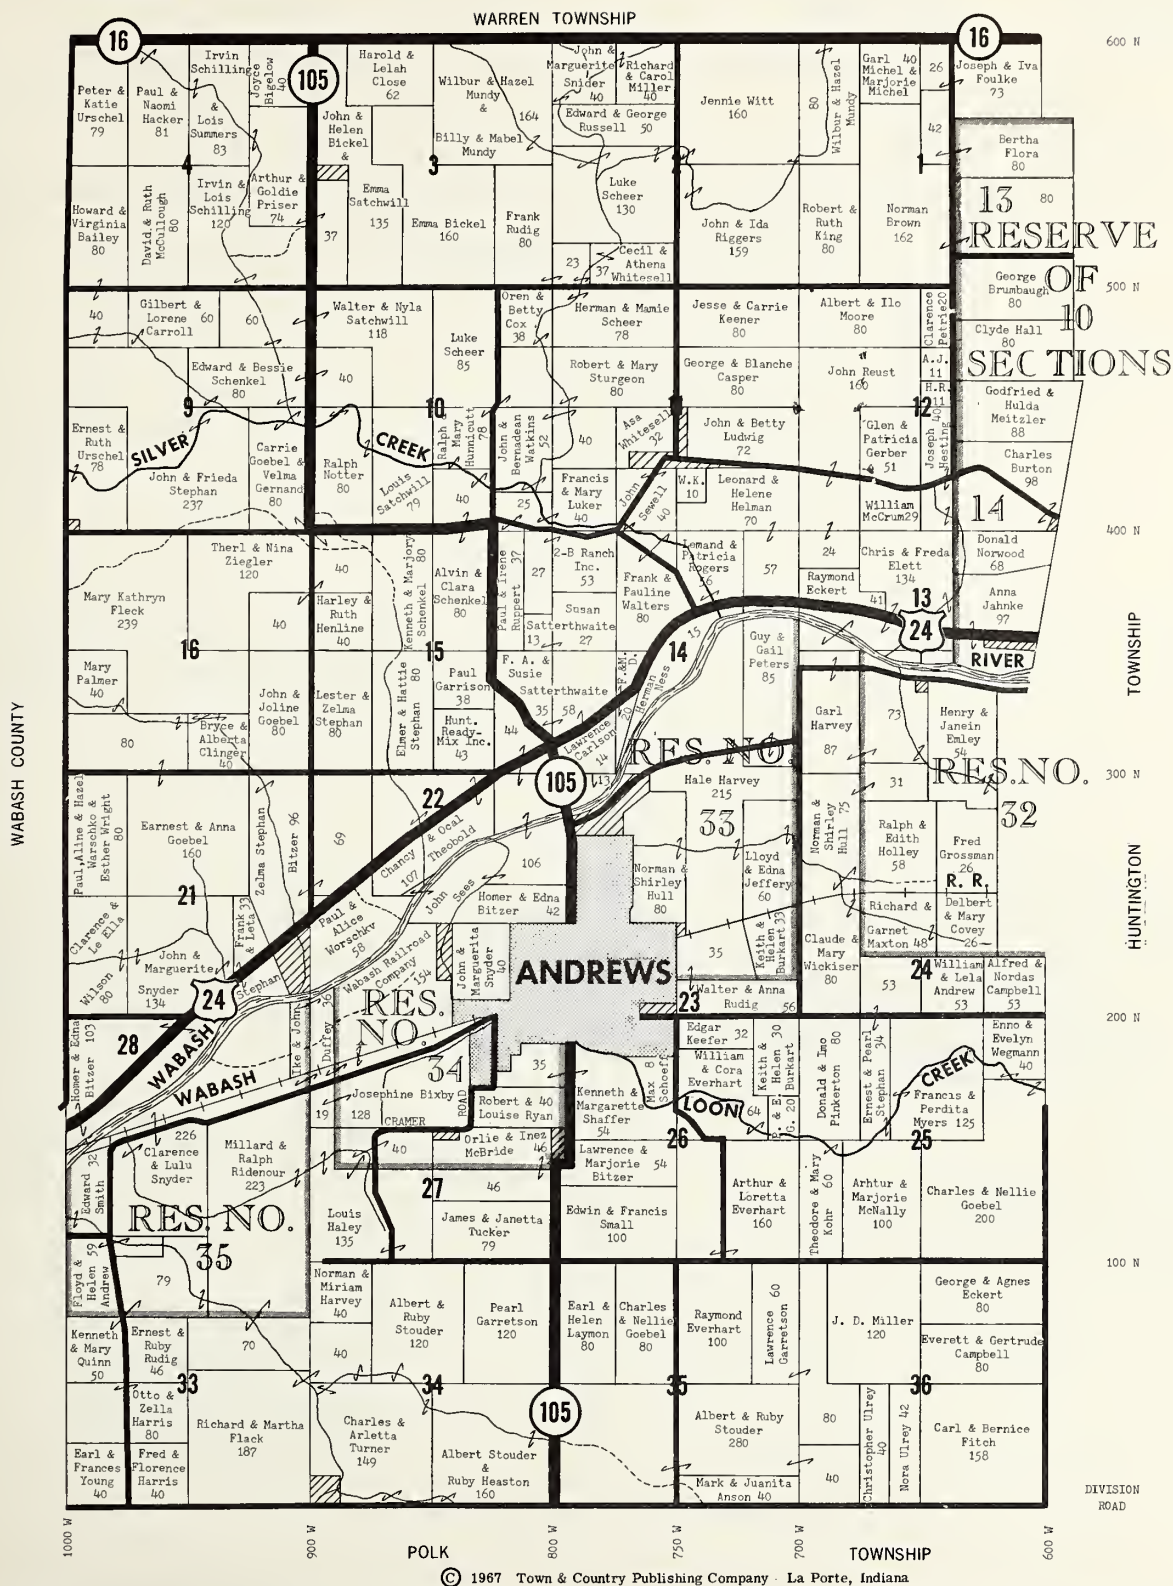 WARREN TOWNSHIP
16
105
16
600 N
Peter &
Katie
Urschel
79
Paul &
Naomi
Hacker
81
Irvin
Schilling
& Lois
Summers
83
Joyce
Bigelow
40
Harold &
Lelah
Close
62
Wilbur & Hazel
Mundy
&
164
Billy & Mabel
Mundy
John &
Marguerite
Snider
40
Richard
& Carol
Miller
40
Edward & George
Russell 50
Jennie Witt
160
80
Wilbur & Hazel
Mundy
Garl 40
Michel &
Marjorie
Michel
26
42
Joseph & Iva
Foulke
73
Bertha
Flora
80
4
3
2
1
John &
Helen
Bickel
&
37
Howard &
Virginia
Bailey
80
David & Ruth
McCullough
80
Irvin &
Lois
Schilling
120
Arthur &
Goldie
Priser
74
Emma
Satchwill
135
Emma Bickel
160
Frank
Rudig
80
Luke
Scheer
130
23
37
Cecil &
Athena
Whitesell
John & Ida
Riggers
159
Robert &
Ruth
King
80
Norman
Brown
162
13
80
RESERVE
OF
10
SECTIONS
George
Brumbaugh
80
500 N
Clyde Hall
80
40
Gilbert &
Lorene
Carroll
60
60
Walter & Nyla
Satchwill
118
Luke
Scheer
85
Oren &
Betty
Cox
38
Herman & Mamie
Scheer
78
Jesse & Carrie
Keener
80
Albert & Ilo
Moore
80
Clarence
Petrie 20
A.J.
11
H.R.
11
Edward & Bessie
Schenkel
80
40
Robert & Mary
Sturgeon
80
George & Blanche
Casper
80
John Reust
160
Godfried &
Hulda
Meitzler
88
9
10
11
12
Ernest &
Ruth
Urschel
78
SILVER
CREEK
John & Frieda
Stephan
237
Carrie
Goebel &
Velma
Gernand
80
Ralph
Notter
80
Louis
Satchwill
79
Ralph &
Mary
Hunnicutt
78
40
John &
Bernadean
Watkins
52
25
40
Asa
Whitesell
32
Francis
& Mary
Luker
40
John
Sewell
40
John & Betty
Ludwig
72
W.K.
10
Leonard &
Helene
Helman
70
Glen &
Patricia
Gerber
51
Joseph 40
Hesting
William
McCrum 29
Charles
Burton
98
14
400 N
Therl & Nina
Ziegler
120
40
Mary Kathryn
Fleck
239
40
Harley &
Ruth
Henline
40
Kenneth & Marjory
Schenkel 80
Alvin &
Clara
Schenkel
80
Paul & Irene
Ruppert 37
27
2-B Ranch
Inc.
53
Susan
Satterthwaite
13
27
Frank &
Pauline
Walters
80
Lemand &
Patricia
Rogers
56
57
24
Raymond
Eckert
41
Chris & Freda
Elett
134
13
24
Donald
Norwood
68
Anna
Jahnke
97
RIVER
16
15
14
15
Mary
Palmer
40
80
Bryce &
Alberta
Clinger
40
John &
Joline
Goebel
80
Lester &
Zelma
Stephan
80
Elmer & Hattie
Stephan 80
Paul
Garrison
38
Hunt.
Ready-
Mix Inc.
43
F. A. &
Susie
Satterthwaite
35
58
44
F.&M.
D.
20
Herman
Ness
Lawrence
Carlson
14
13
Guy &
Gail
Peters
85
Garl
Harvey
87
73
Henry &
Janein
Emley
54
RES. NO.
33
RES. NO.
32
31
105
300 N
WABASH COUNTY
TOWNSHIP
HUNTINGTON
Paul, Aline & Hazel
Warschko &
Esther Wright
80
Earnest & Anna
Goebel
160
Zelma Stephan
Bitzer 96
69
22
Chancy & Ocal
Theobold
107
106
Hale Harvey
215
Norman &
Shirley
Hull 75
Ralph &
Edith
Holley
58
Fred
Grossman
26
R. R.
21
Clarence &
Le Ella
Wilson
80
John &
Marguerite
Snyder
134
Frank 33
& Leta
Stephan
Paul &
Alice
Worschky
58
John
Sees
Homer & Edna
Bitzer
42
Norman &
Shirley
Hull
80
Lloyd
& Edna
Jeffery
60
35
Keith &
Helen
Burkart 33
Claude &
Mary
Wickiser
80
Richard &
Garnet
Maxton 48
Delbert
& Mary
Covey
26
24
53
William
& Lela
Andrew
53
Alfred &
Nordas
Campbell
53
Wabash Railroad
Company
154
John &
Marguerita
Snyder
40
ANDREWS
23
Walter & Anna
Rudig
56
24
200 N
28
Homer & Edna
Bitzer 103
WABASH
WABASH
Ike & John
Duffey 36
RES.
NO.
34
19
Josephine Bixby
128
CRAMER
ROAD
35
Robert & 40
Louise Ryan
Orlie & Inez
McBride
46
40
Kenneth &
Margarette
Shaffer
54
Max 8
Schoeff
Edgar
Keefer 32
William
& Cora
Everhart
Keith &
Helen 30
Burkart
LOON
64
R. & E.
G. 20
Donald & Imo
Pinkerton 80
Ernest & Pearl
Stephan 34
CREEK
Francis &
Perdita
Myers 125
Enno &
Evelyn
Wegmann
40
26
25
Edward 32
Smith
226
Clarence
& Lulu
Snyder
Millard &
Ralph
Ridenour
223
RES. NO.
35
79
Floyd & 59
Helen
Andrew
27
46
Louis
Haley
135
James & Janetta
Tucker
79
Lawrence &
Marjorie 54
Bitzer
Edwin & Francis
Small
100
Arthur &
Loretta
Everhart
160
Theodore & Mary
Kohr 60
Arhtur &
Marjorie
McNally
100
Charles & Nellie
Goebel
200
100 N
Kenneth
& Mary
Quinn
50
Ernest &
Ruby
Rudig
46
70
33
Otto &
Zella
Harris
80
Richard & Martha
Flack
187
Earl &
Frances
Young
40
Fred &
Florence
Harris
40
Norman &
Miriam
Harvey
40
40
Albert &
Ruby
Stouder
120
Pearl
Garretson
120
34
Charles &
Arletta
Turner
149
Albert Stouder
&
Ruby Heaston
160
105
Earl &
Helen
Laymon
80
Charles
& Nellie
Goebel
80
Raymond
Everhart
100
Lawrence 60
Garretson
J. D. Miller
120
George & Agnes
Eckert
80
Everett & Gertrude
Campbell
80
35
36
Albert & Ruby
Stouder
280
Mark & Juanita
Anson 40
80
40
Christopher Ulrey
40
Nora Ulrey 42
Carl & Bernice
Fitch
158
DIVISION
ROAD
1000 W
900 W
800 W
750 W
700 W
600 W
POLK
TOWNSHIP
© 1967 Town & Country Publishing Company - La Porte, Indiana